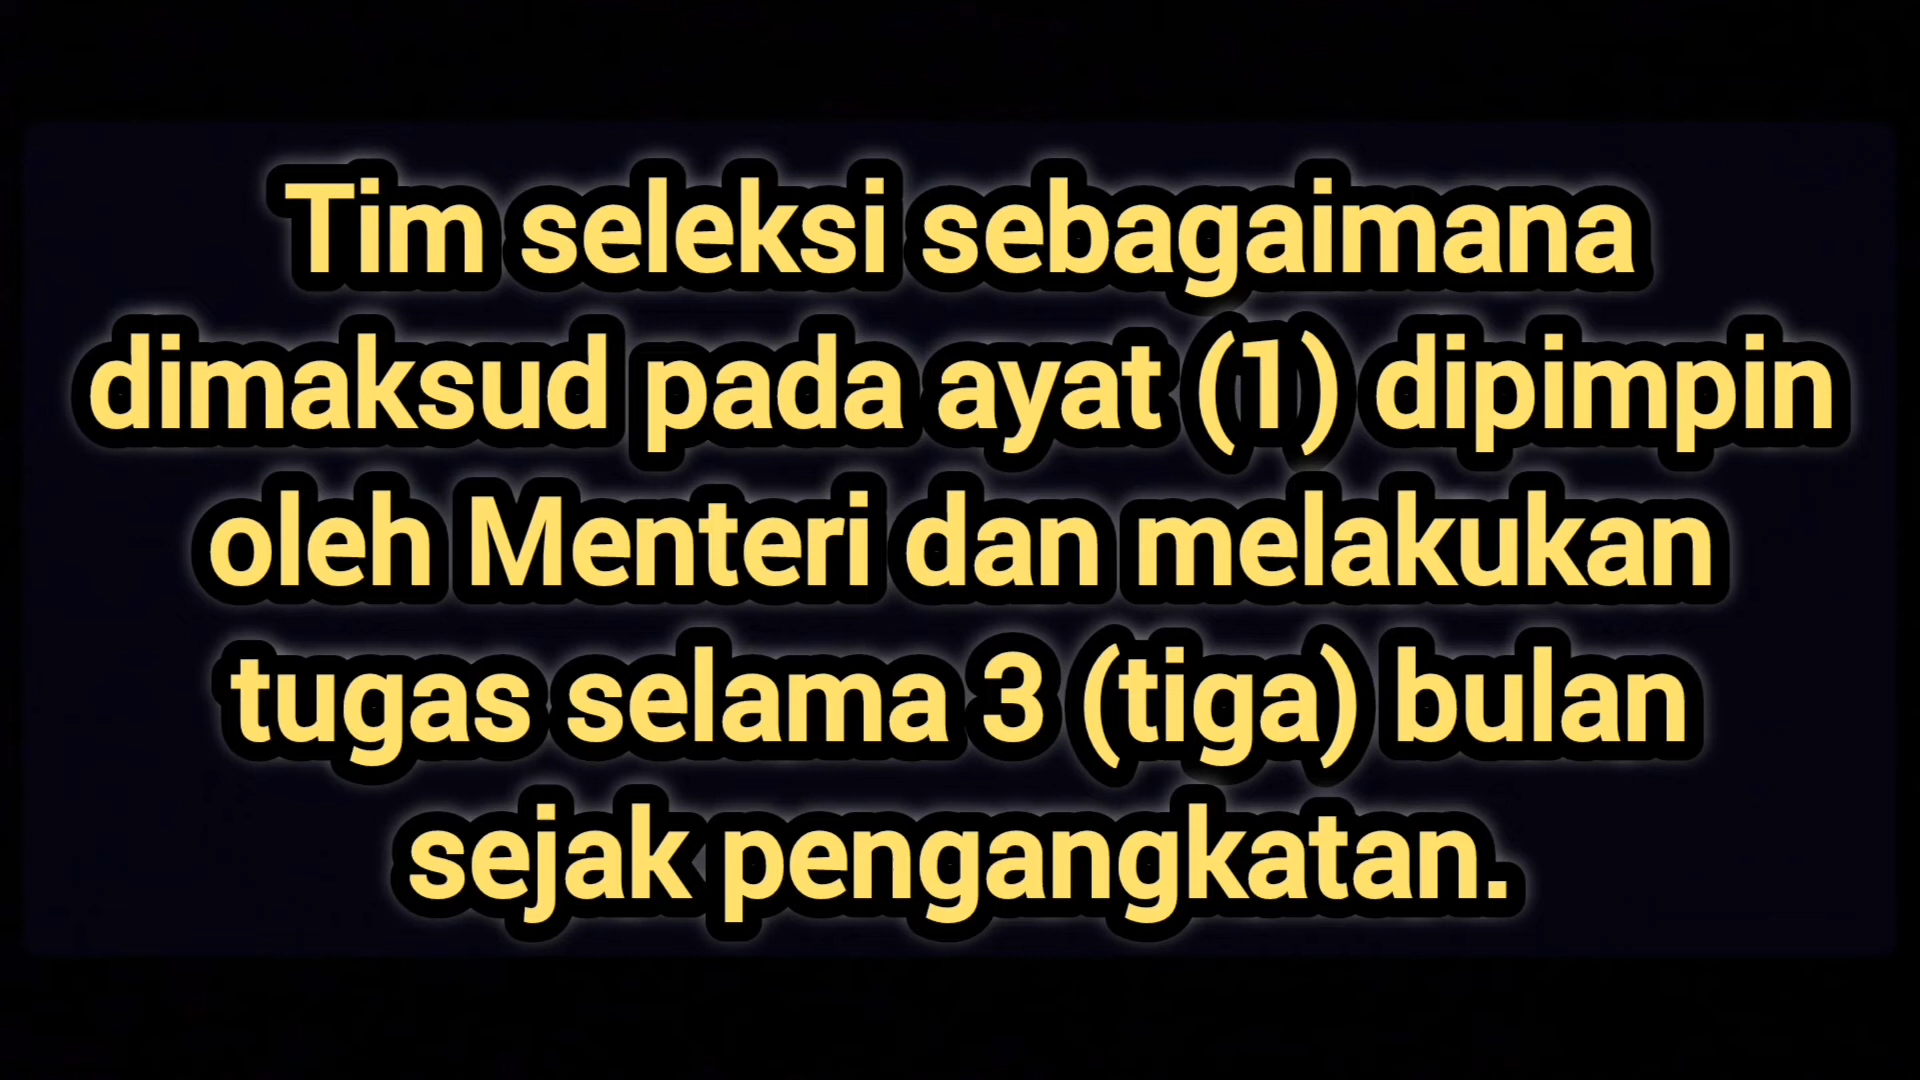 Tim seleksi sebagaimana
dimaksud pada ayat (1) dipimpin
oleh Menteri dan melakukan
tugas selama 3 (tiga) bulan
sejak pengangkatan.